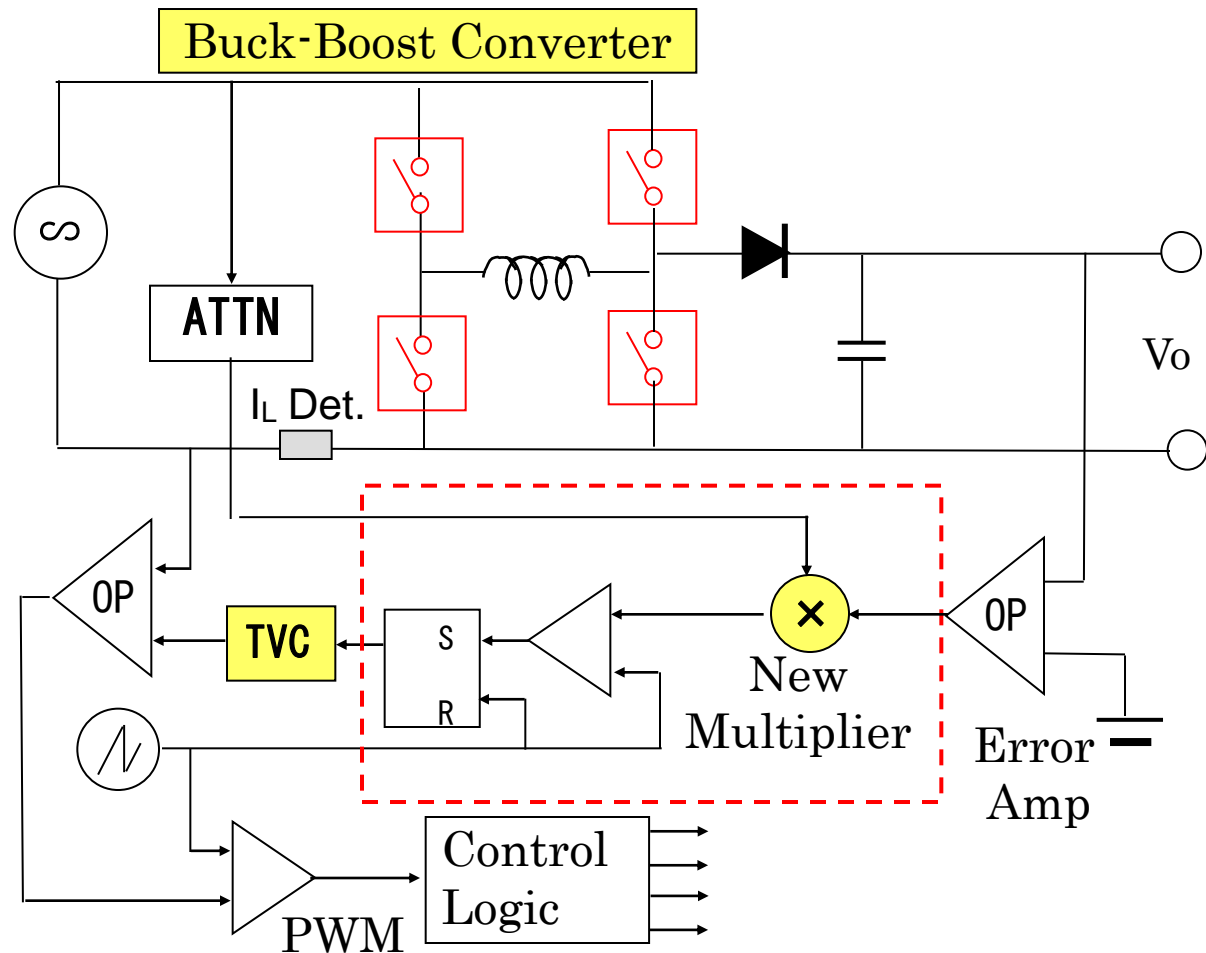 Buck-Boost Converter
ATTN
IL Det.
Vo
OP
TVC
S
R
×
New
Multiplier
OP
Error
Amp
Control
Logic
PWM